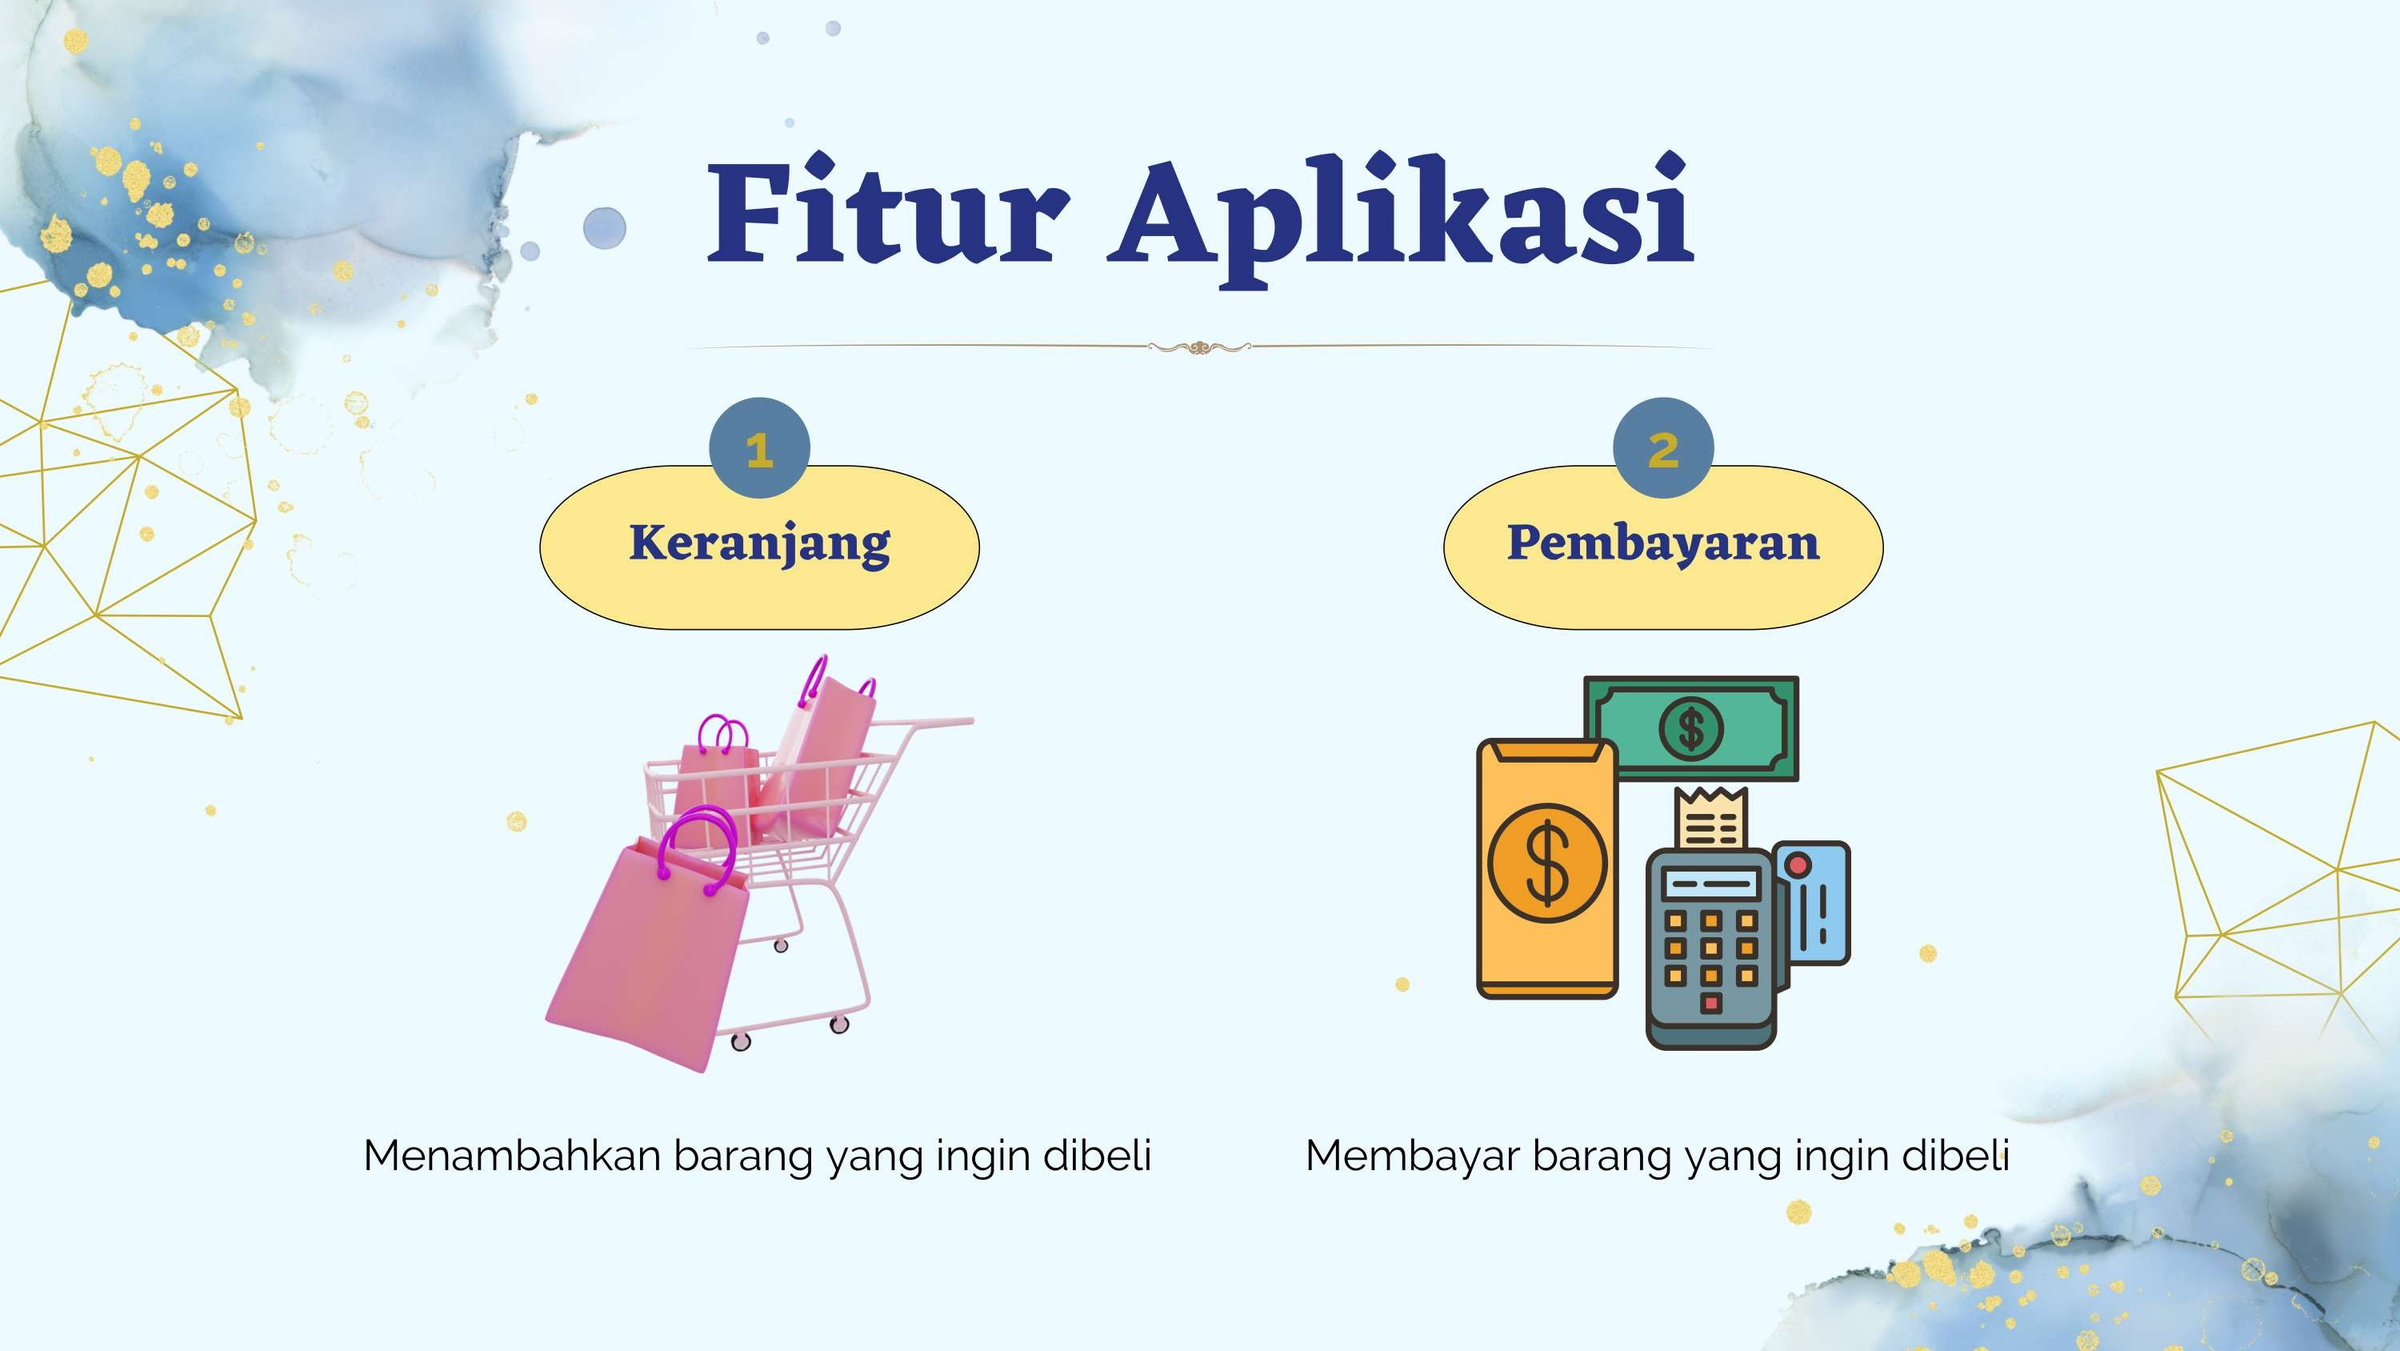 Fitur Aplikasi
1
Keranjang
2
Pembayaran
Menambahkan barang yang ingin dibeli
Membayar barang yang ingin dibeli